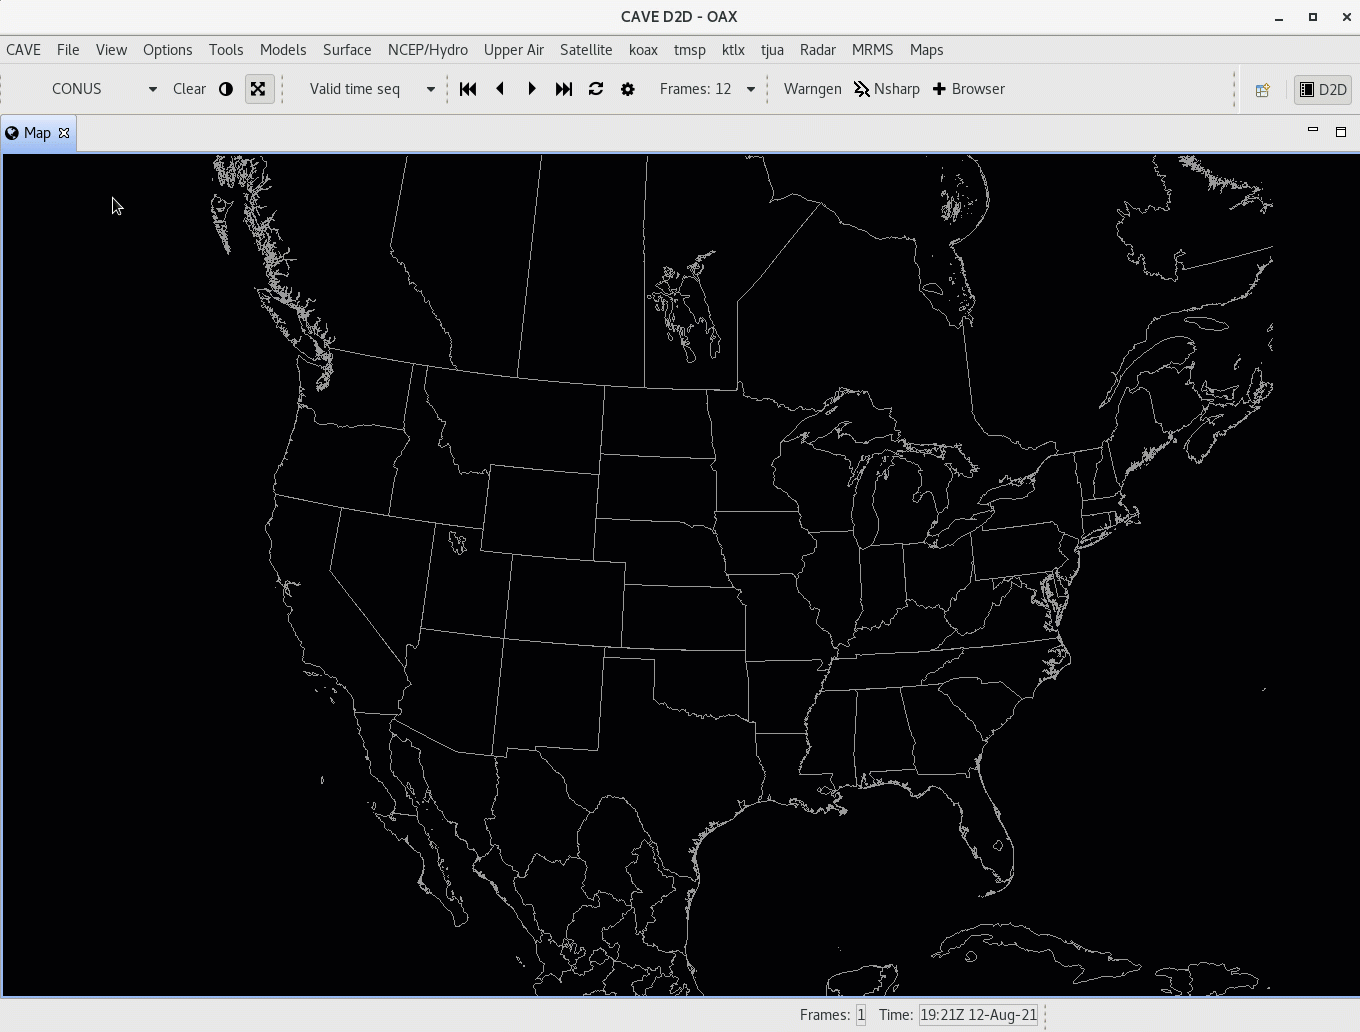 CAVE D2D - OAX
CAVE File View Options Tools Models Surface NCEP/Hydro Upper Air Satellite koax tmsp ktlx tjua Radar MRMS Maps
CONUS Clear Valid time seq Frames: 12 Warngen Nsharp Browser D2D
Map
Frames: 1 Time: 19:21Z 12-Aug-21